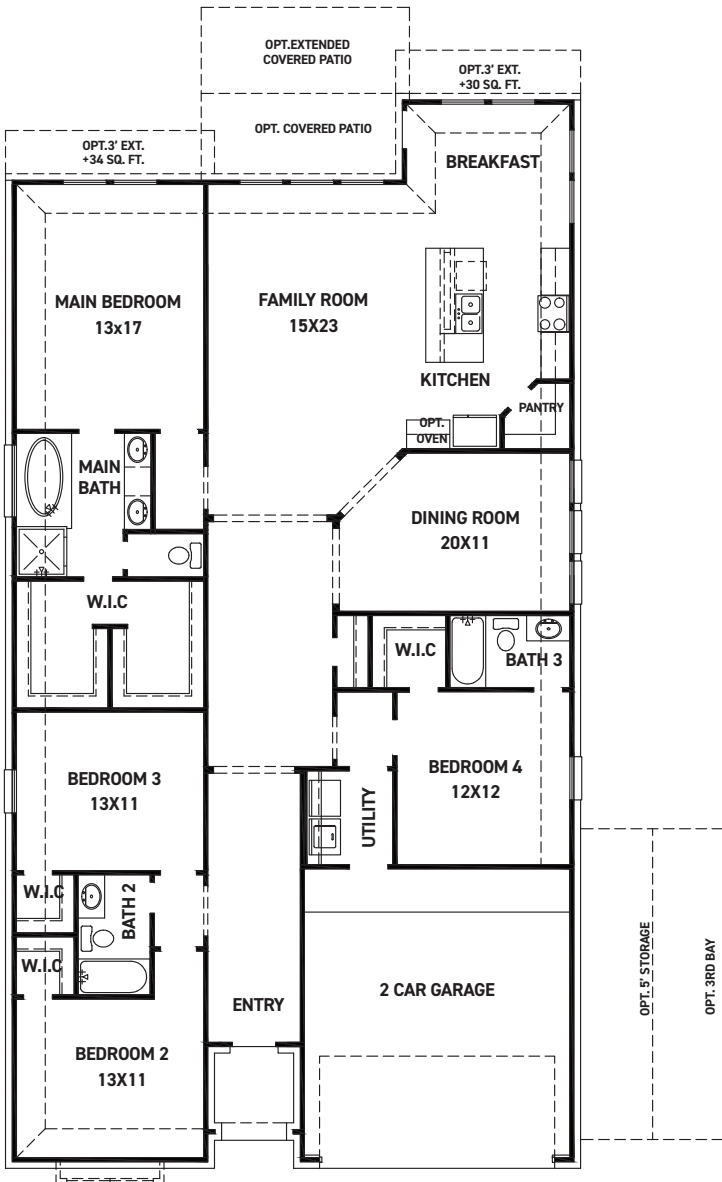 OPT.EXTENDED
COVERED PATIO
OPT.3' EXT.
+30 SQ. FT.
OPT. COVERED PATIO
OPT.3' EXT.
+34 SQ. FT.
BREAKFAST
MAIN BEDROOM
13x17
FAMILY ROOM
15X23
KITCHEN
PANTRY
OPT.
OVEN
MAIN
BATH
DINING ROOM
20X11
W.I.C
W.I.C
BATH 3
BEDROOM 3
13X11
BEDROOM 4
12X12
UTILITY
W.I.C
BATH 2
W.I.C
ENTRY
2 CAR GARAGE
OPT. 5' STORAGE
OPT. 3RD BAY
BEDROOM 2
13X11